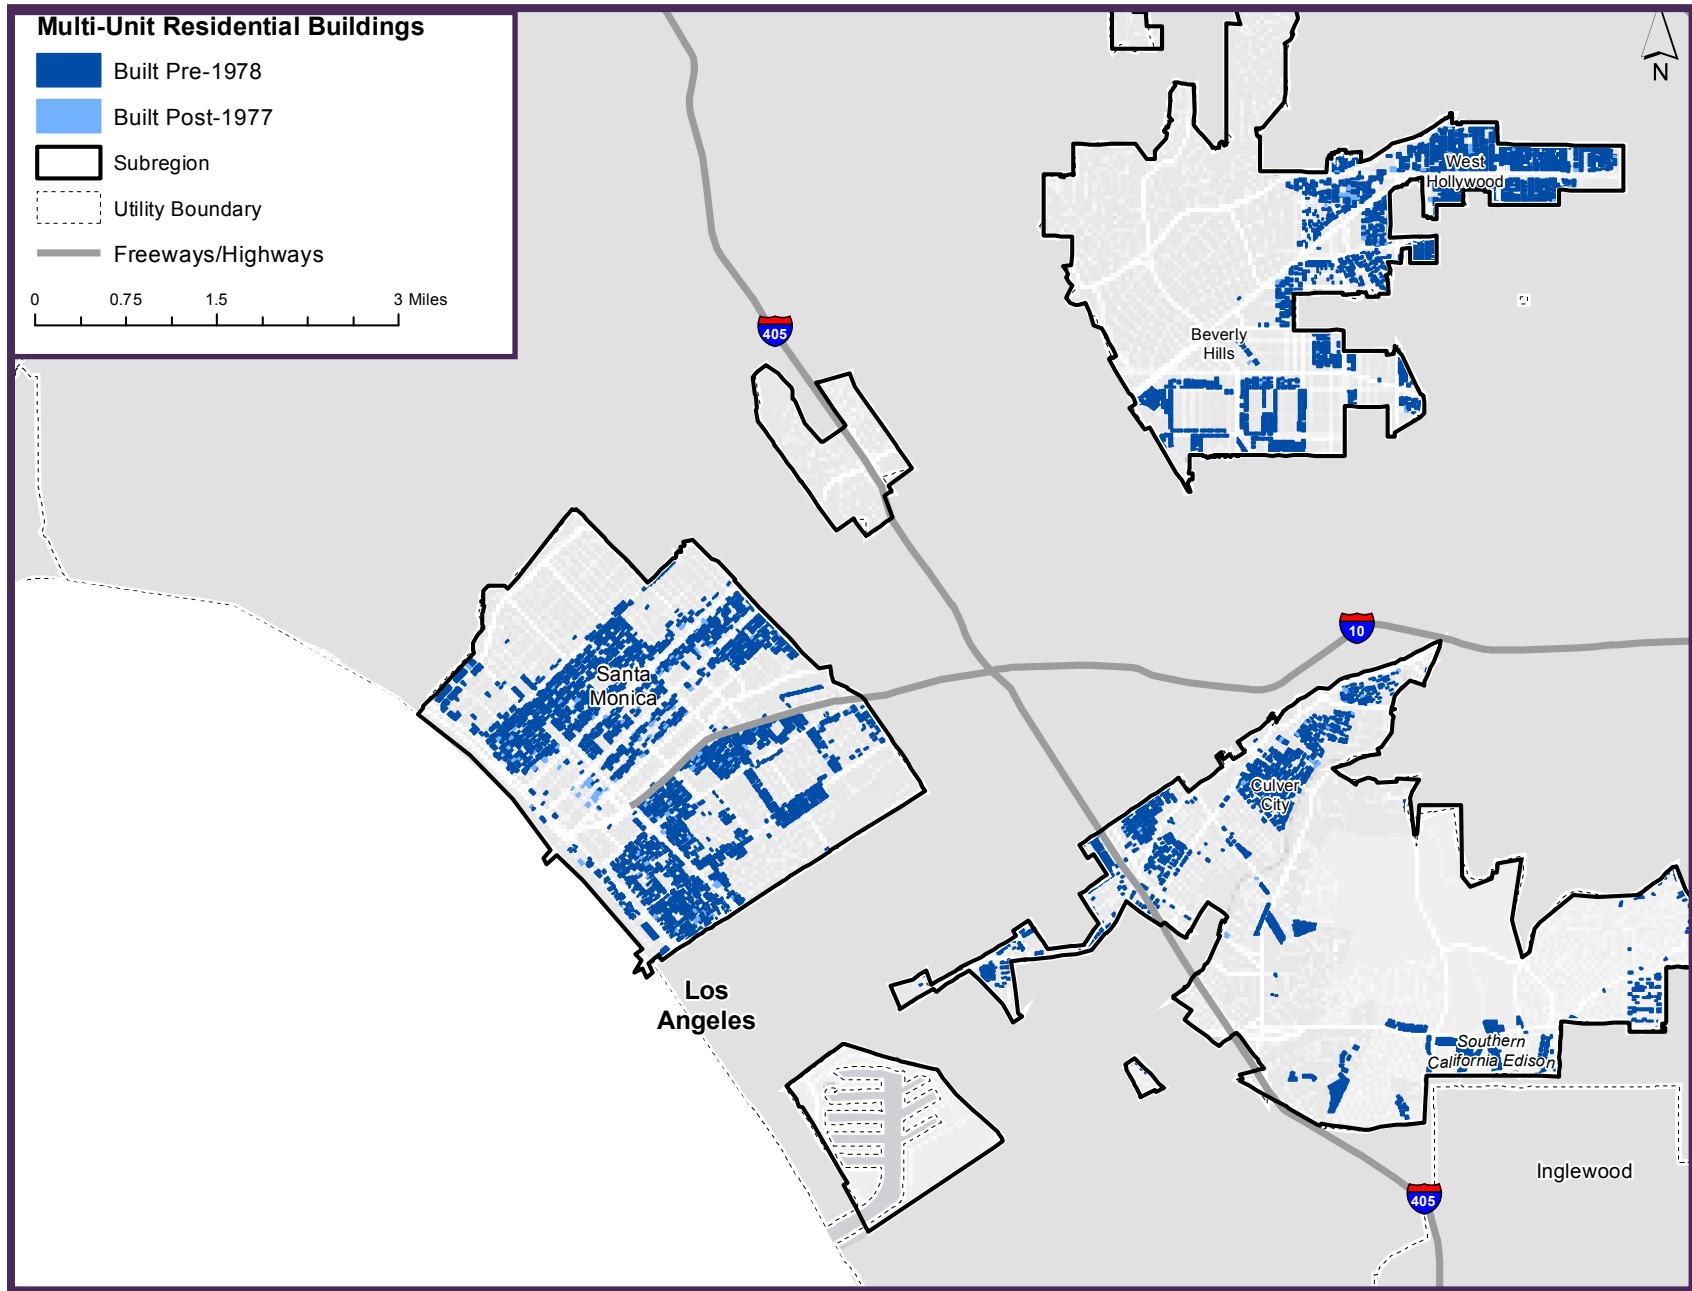 Multi-Unit Residential Buildings
Built Pre-1978
Built Post-1977
Subregion
Utility Boundary
Freeways/Highways
0 0.75 1.5 3 Miles
N
West
Hollywood
405
Beverly
Hills
10
Santa
Monica
Culver
City
Los
Angeles
Southern
California Edison
Inglewood
405